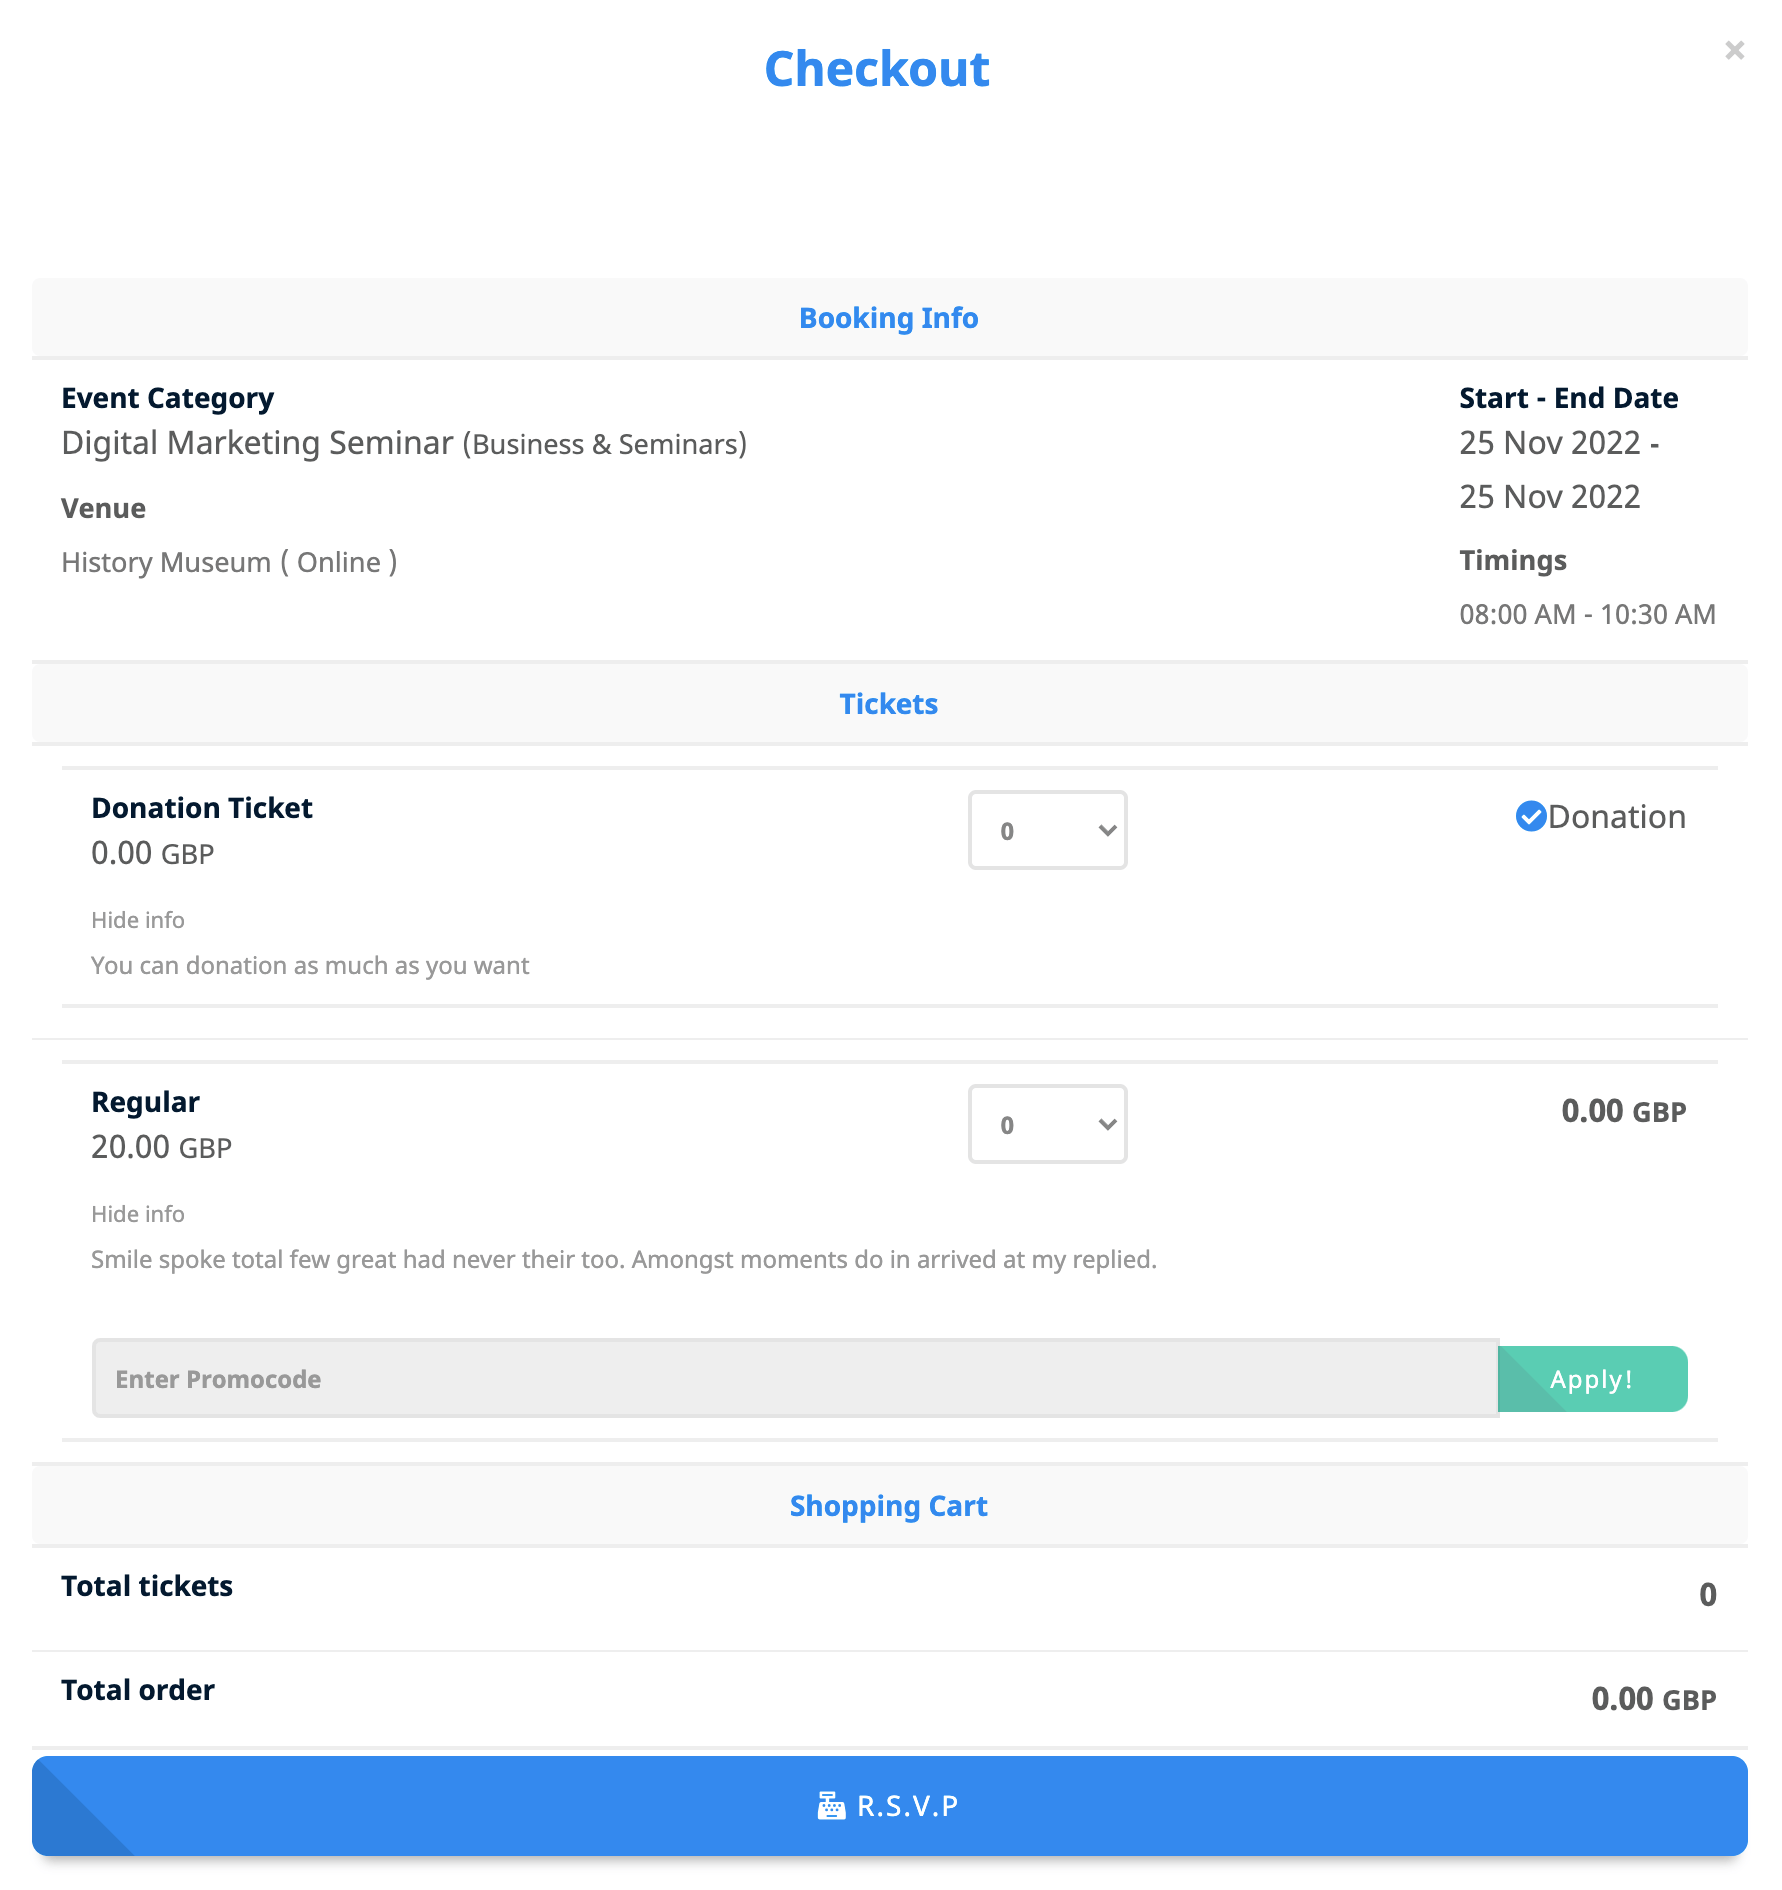 Checkout
×
Booking Info
Event Category
Digital Marketing Seminar (Business & Seminars)
Venue
History Museum ( Online )
Start - End Date
25 Nov 2022 -
25 Nov 2022
Timings
08:00 AM - 10:30 AM
Tickets
Donation Ticket
0.00 GBP
0
Donation
Hide info
You can donation as much as you want
Regular
20.00 GBP
0
0.00 GBP
Hide info
Smile spoke total few great had never their too. Amongst moments do in arrived at my replied.
Enter Promocode
Apply!
Shopping Cart
Total tickets
0
Total order
0.00 GBP
R.S.V.P